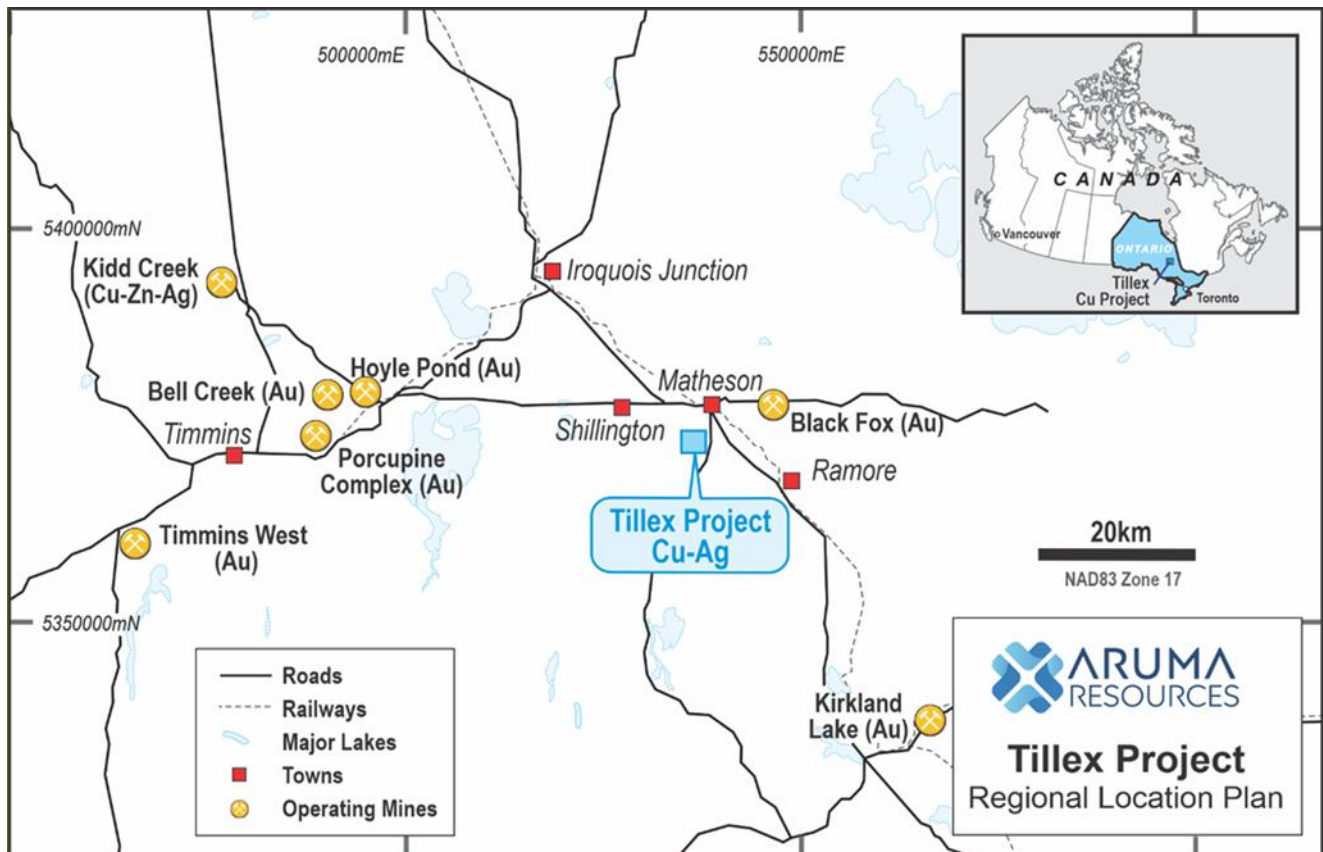 500000mE
550000mE
5400000mN
Kidd Creek
(Cu-Zn-Ag)
Iroquois Junction
Hoyle Pond (Au)
Bell Creek (Au)
Matheson
Timmins
Shillington
Black Fox (Au)
Porcupine
Complex (Au)
Ramore
Tillex Project
Cu-Ag
Timmins West
(Au)
20km
NAD83 Zone 17
5350000mN
Kirkland
Lake (Au)
CANADA
Vancouver
ONTARIO
Tillex
Cu Project
Toronto
Roads
Railways
Major Lakes
Towns
Operating Mines
ARUMA
RESOURCES
Tillex Project
Regional Location Plan